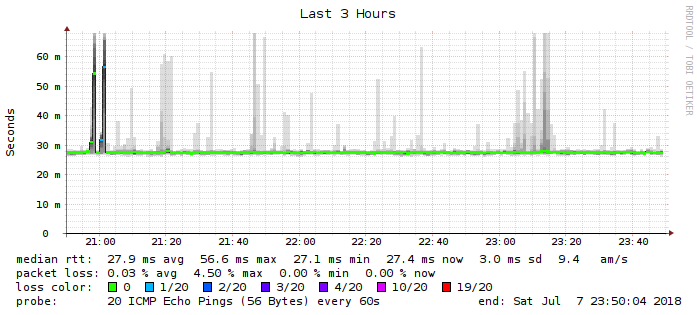 Last 3 Hours
RRDTOOL / TOBI OETIKER
Seconds
60 m
50 m
40 m
30 m
20 m
10 m
0
21:00 21:20 21:40 22:00 22:20 22:40 23:00 23:20 23:40
median rtt: 27.9 ms avg 56.6 ms max 27.1 ms min 27.4 ms now 3.0 ms sd 9.4 am/s
packet loss: 0.03 % avg 4.50 % max 0.00 % min 0.00 % now
loss color: 0 1/20 2/20 3/20 4/20 10/20 19/20
probe: 20 ICMP Echo Pings (56 Bytes) every 60s end: Sat Jul 7 23:50:04 2018